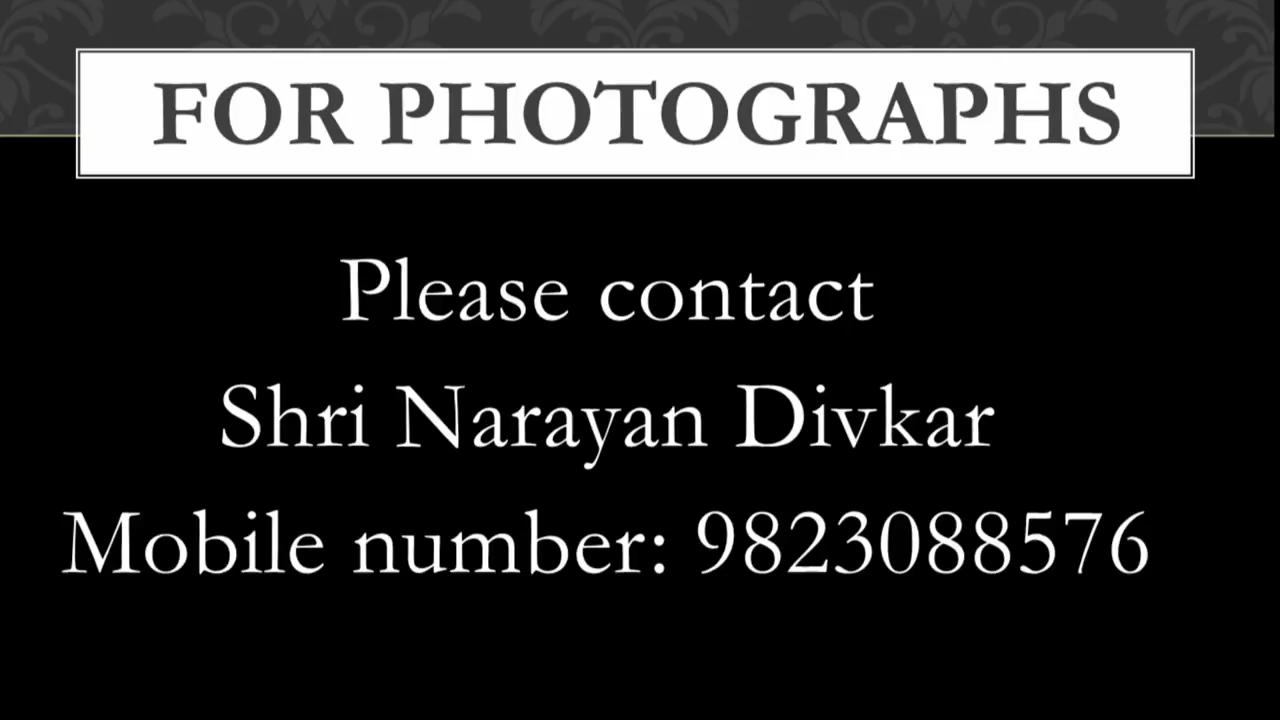 FOR PHOTOGRAPHS
Please contact
Shri Narayan Divkar
Mobile number: 9823088576